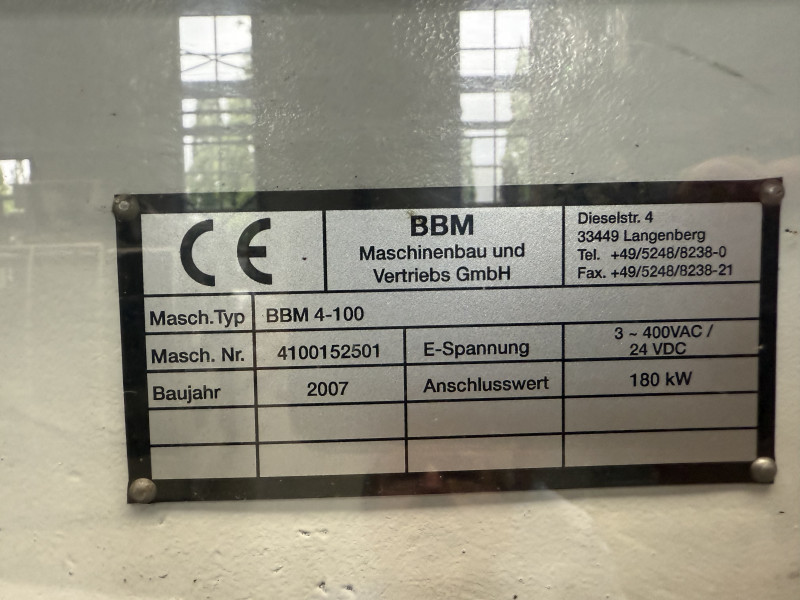 CE
BBM
Maschinenbau und
Vertriebs GmbH
Dieselstr. 4
33449 Langenberg
Tel. +49/5248/8238-0
Fax. +49/5248/8238-21
Masch.Typ BBM 4-100
Masch. Nr. 4100152501 E-Spannung 3 ~ 400VAC / 24 VDC
Baujahr 2007 Anschlusswert 180 kW